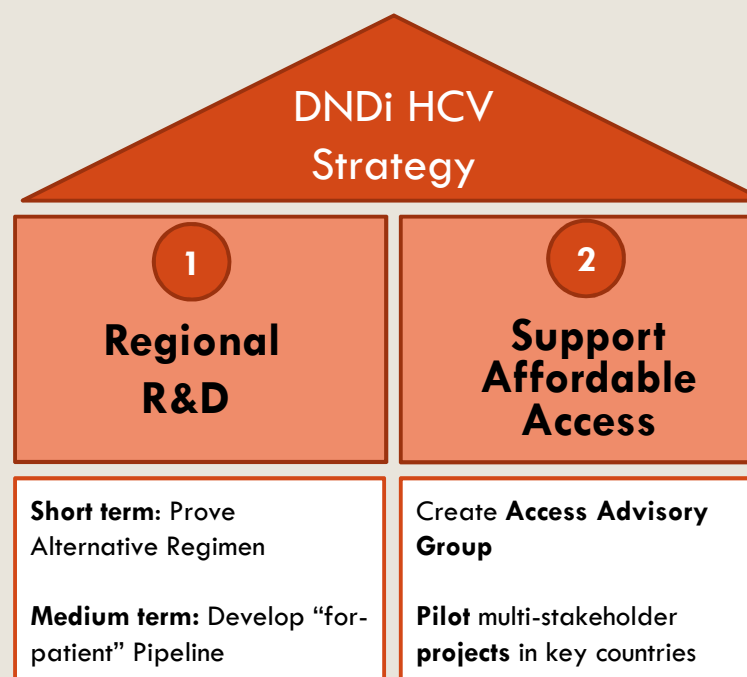 DNDi HCV
Strategy
1
Regional
R&D
Short term: Prove
Alternative Regimen
Medium term: Develop “for-
patient” Pipeline
2
Support
Affordable
Access
Create Access Advisory
Group
Pilot multi-stakeholder
projects in key countries